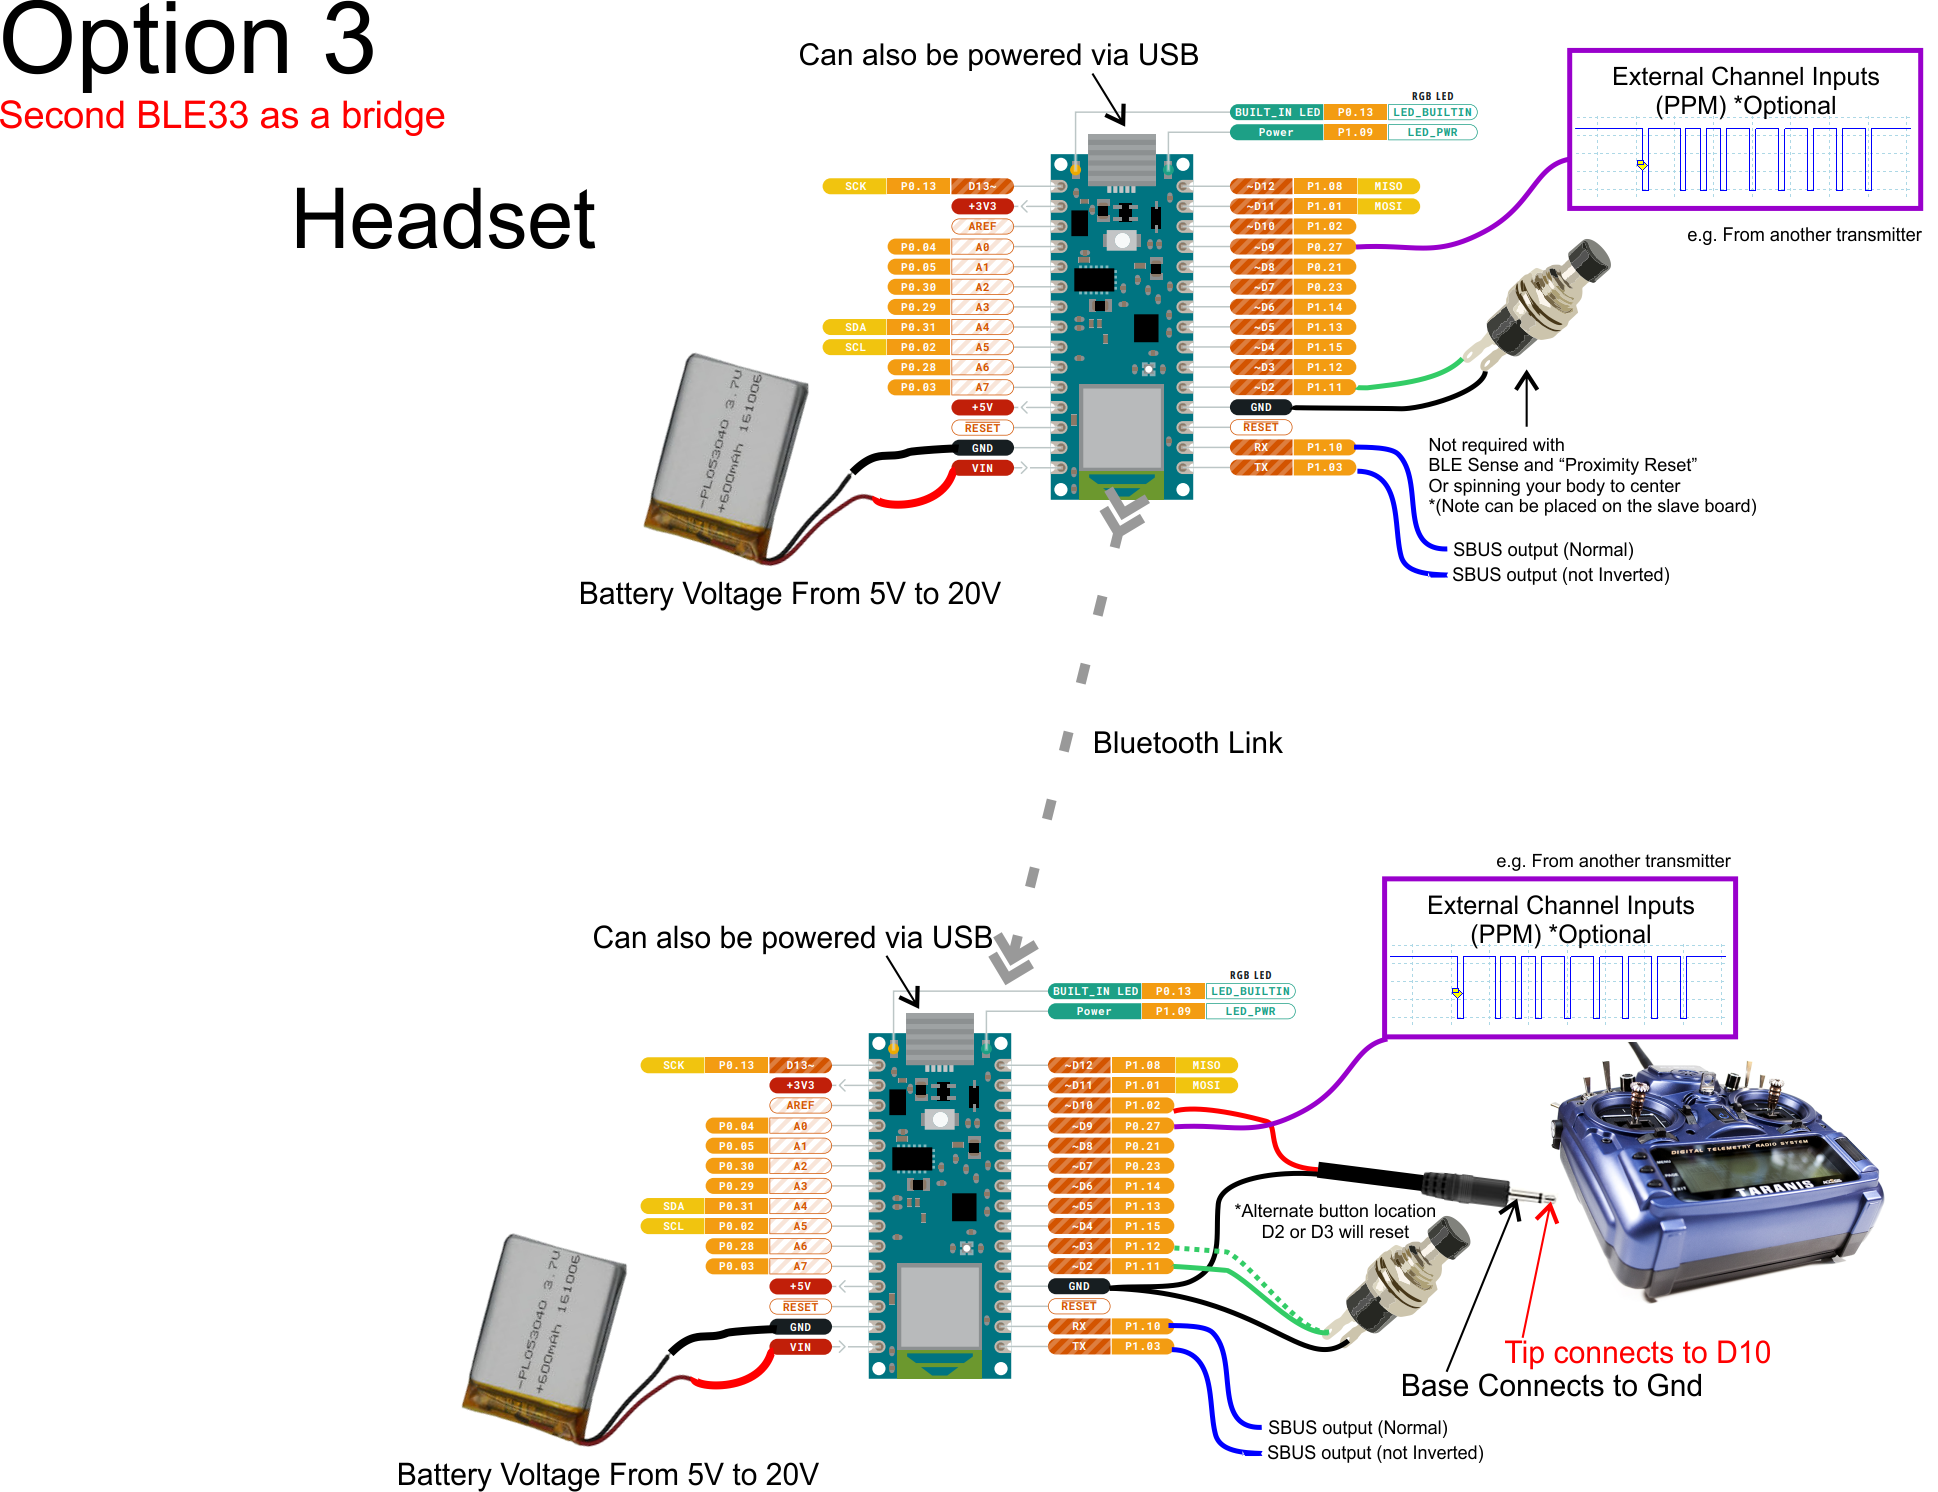 Option 3
Second BLE33 as a bridge
Headset
Can also be powered via USB
RGB LED
BUILT_IN LED P0.13 LED_BUILTIN
Power P1.09 LED_PWR
External Channel Inputs
(PPM) *Optional
e.g. From another transmitter
SCK P0.13 D13~
+3V3
AREF
P0.04 A0
P0.05 A1
P0.30 A2
P0.29 A3
SDA P0.31 A4
SCL P0.02 A5
P0.28 A6
P0.03 A7
+5V
RESET
GND
VIN
~D12 P1.08 MISO
~D11 P1.01 MOSI
~D10 P1.02
~D9 P0.27
~D8 P0.21
~D7 P0.23
~D6 P1.14
~D5 P1.13
~D4 P1.15
~D3 P1.12
~D2 P1.11
GND
RESET
RX P1.10
TX P1.03
-PL053040 3.7V
+600mAh 161006
Battery Voltage From 5V to 20V
Not required with
BLE Sense and “Proximity Reset”
Or spinning your body to center
*(Note can be placed on the slave board)
SBUS output (Normal)
SBUS output (not Inverted)
Bluetooth Link
Can also be powered via USB
RGB LED
BUILT_IN LED P0.13 LED_BUILTIN
Power P1.09 LED_PWR
e.g. From another transmitter
External Channel Inputs
(PPM) *Optional
SCK P0.13 D13~
+3V3
AREF
P0.04 A0
P0.05 A1
P0.30 A2
P0.29 A3
SDA P0.31 A4
SCL P0.02 A5
P0.28 A6
P0.03 A7
+5V
RESET
GND
VIN
~D12 P1.08 MISO
~D11 P1.01 MOSI
~D10 P1.02
~D9 P0.27
~D8 P0.21
~D7 P0.23
~D6 P1.14
~D5 P1.13
~D4 P1.15
~D3 P1.12
~D2 P1.11
GND
RESET
RX P1.10
TX P1.03
*Alternate button location
D2 or D3 will reset
DIGITAL TELEMETRY RADIO SYSTEM
TARANIS
Tip connects to D10
Base Connects to Gnd
-PL053040 3.7V
+600mAh 161006
Battery Voltage From 5V to 20V
SBUS output (Normal)
SBUS output (not Inverted)